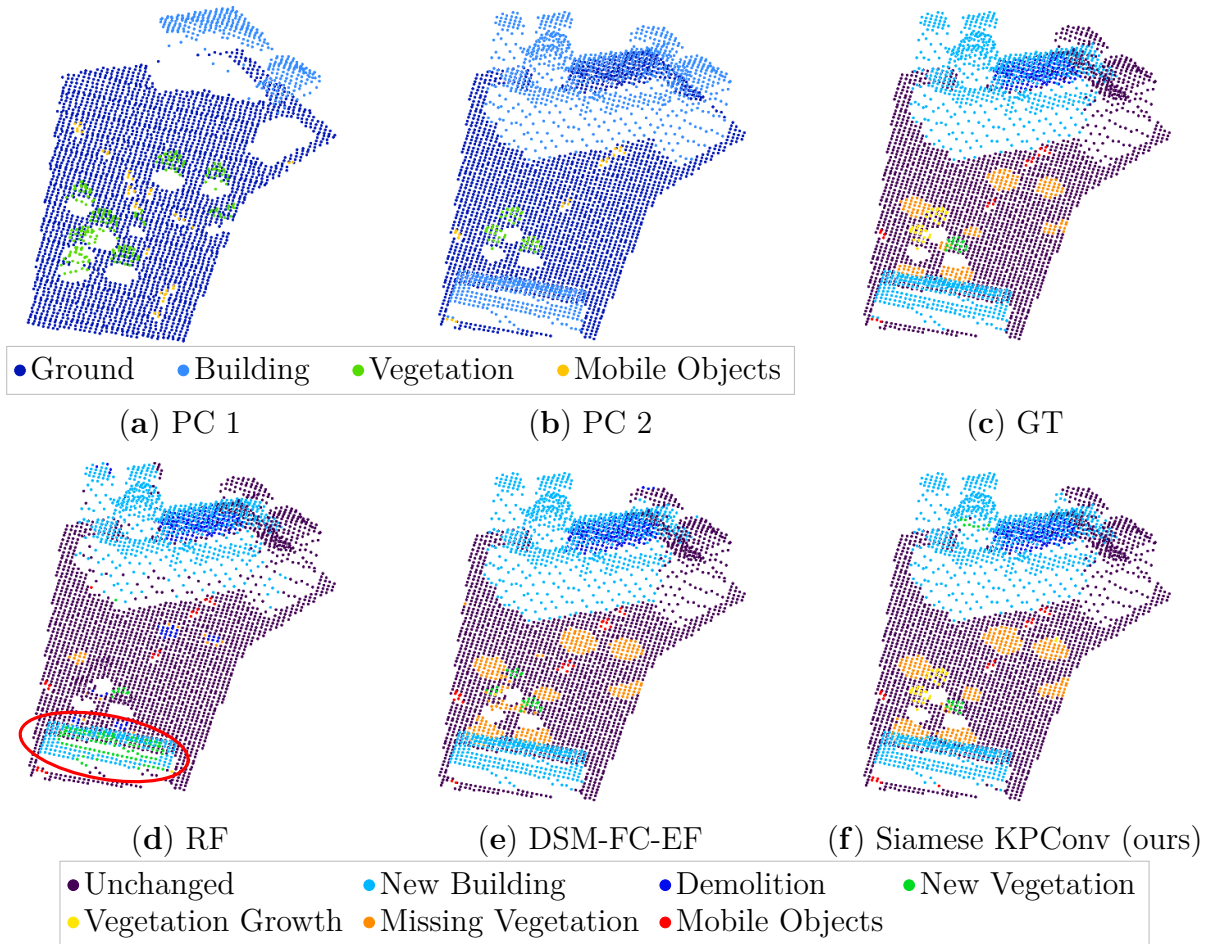 Ground Building Vegetation Mobile Objects
(a) PC 1 (b) PC 2 (c) GT
(d) RF (e) DSM-FC-EF (f) Siamese KPConv (ours)
Unchanged New Building Demolition New Vegetation
Vegetation Growth Missing Vegetation Mobile Objects